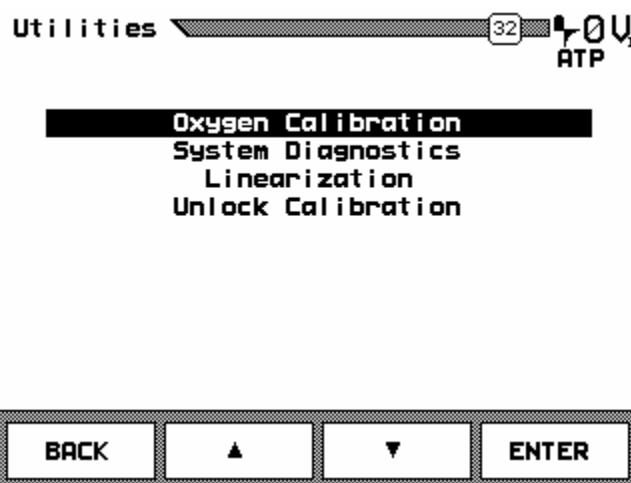 Utilities
32
0V
ATP
Oxygen Calibration
System Diagnostics
Linearization
Unlock Calibration
BACK ▲ ▼ ENTER